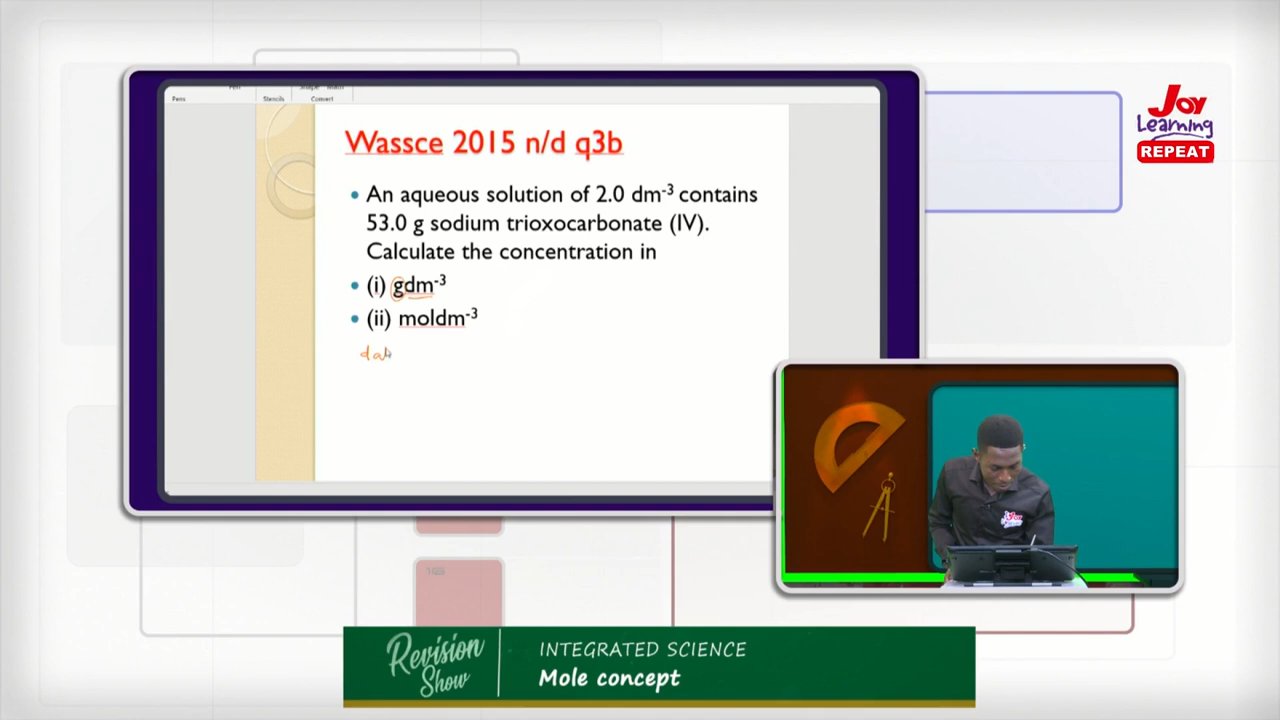 Pens
Stencils
Convert
Wassce 2015 n/d q3b
• An aqueous solution of 2.0 dm⁻³ contains
53.0 g sodium trioxocarbonate (IV).
Calculate the concentration in
• (i) gdm⁻³
• (ii) moldm⁻³
Joy
Learning
REPEAT
Revision
Show
INTEGRATED SCIENCE
Mole concept